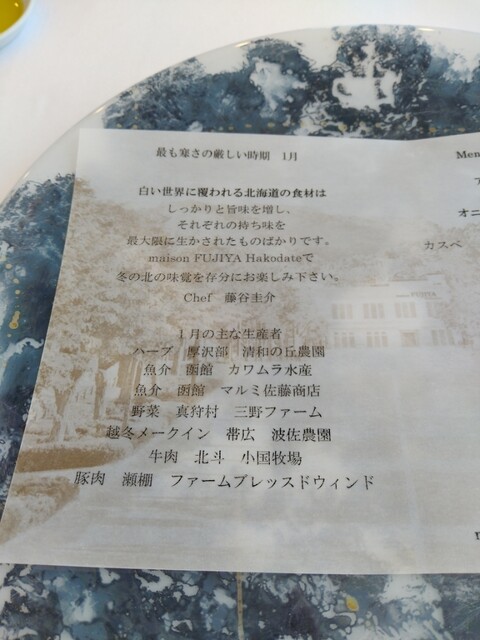 最も寒さの厳しい時期　1月
白い世界に覆われる北海道の食材は
しっかりと旨味を増し、
それぞれの持ち味を
最大限に生かされたものばかりです。
maison FUJIYA Hakodateで
冬の北の味覚を存分にお楽しみ下さい。
Chef　藤谷圭介
1月の主な生産者
ハーブ　厚沢部　清和の丘農園
魚介　函館　カワムラ水産
魚介　函館　マルミ佐藤商店
野菜　真狩村　三野ファーム
越冬メークイン　帯広　波佐農園
牛肉　北斗　小国牧場
豚肉　瀬棚　ファームブレッスドウィンド
Men
ア
オニ
カスベ